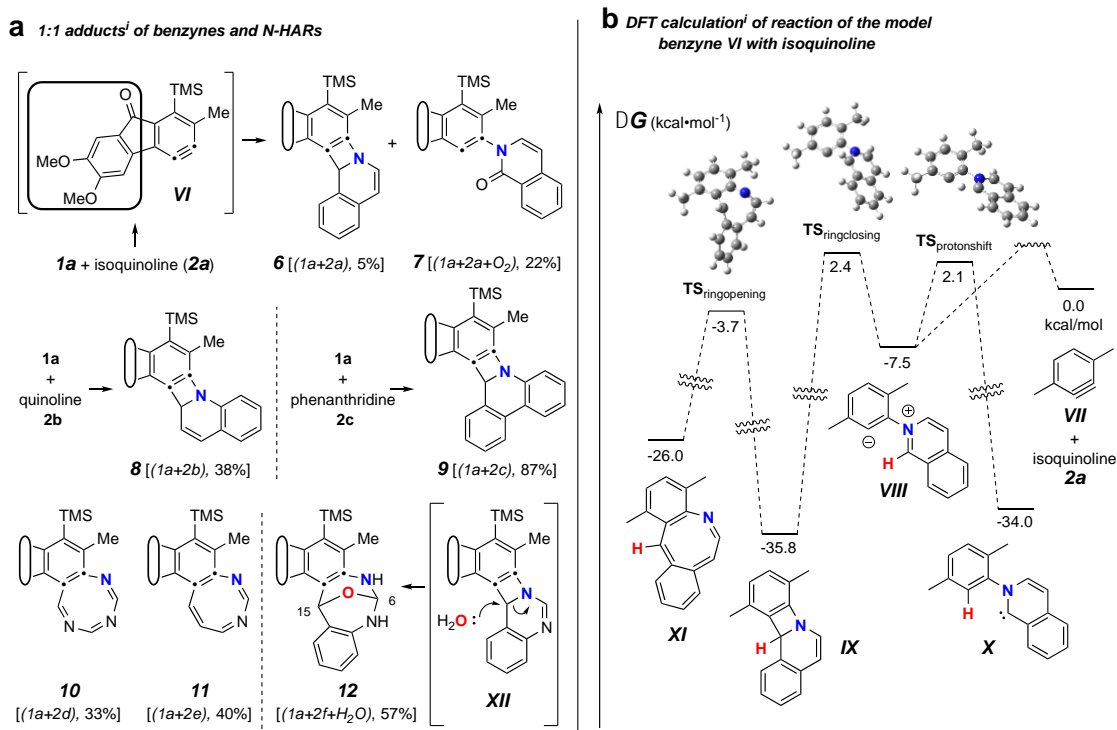 a 1:1 adductsⁱ of benzynes and N-HARs
TMS
O
Me
MeO
MeO
VI
1a + isoquinoline (2a)
TMS
Me
N
6 [(1a+2a), 5%]
+
TMS
Me
N
O
7 [(1a+2a+O₂), 22%]
1a
+
quinoline
2b
TMS
Me
N
8 [(1a+2b), 38%]
1a
+
phenanthridine
2c
TMS
Me
N
9 [(1a+2c), 87%]
TMS
Me
N
N
N
10
[(1a+2d), 33%]
TMS
Me
N
N
11
[(1a+2e), 40%]
TMS
Me
NH
O
15
6
NH
12
[(1a+2f+H₂O), 57%]
TMS
Me
N
H₂O:
N
XII
b DFT calculationⁱ of reaction of the model
benzyne VI with isoquinoline
DG (kcal•mol⁻¹)
TSringclosing
2.4
TSprotonshift
2.1
TSringopening
-3.7
0.0
kcal/mol
-7.5
VII
+
isoquinoline
2a
N
+
−
H
VIII
-26.0
N
H
XI
-35.8
N
H
IX
-34.0
N
H
:
X